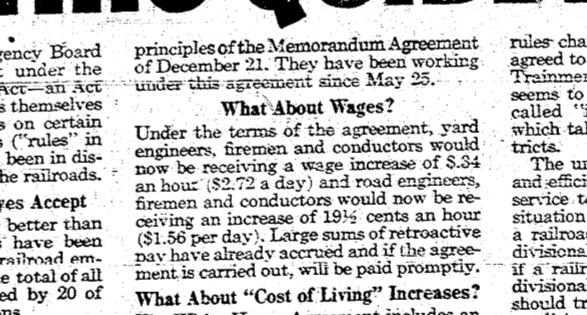 gency Board
under the
Act—an Act
s themselves
s on certain
s ("rules" in
been in dis-
he railroads.
es Accept
better than
s have been
railroad em-
e total of all
ed by 20 of
principles of the Memorandum Agreement
of December 21. They have been working
under this agreement since May 25.
What About Wages?
Under the terms of the agreement, yard
engineers, firemen and conductors would
now be receiving a wage increase of $.34
an hour ($2.72 a day) and road engineers,
firemen and conductors would now be re-
ceiving an increase of 19½ cents an hour
($1.56 per day). Large sums of retroactive
pay have already accrued and if the agree-
ment is carried out, will be paid promptly.
What About "Cost of Living" Increases?
rules cha
agreed to
Trainmen
seems to
called
which tal
tricts.
The un
and effici
service t
situation
a railroa
divisional
if a railr
divisional
should tr